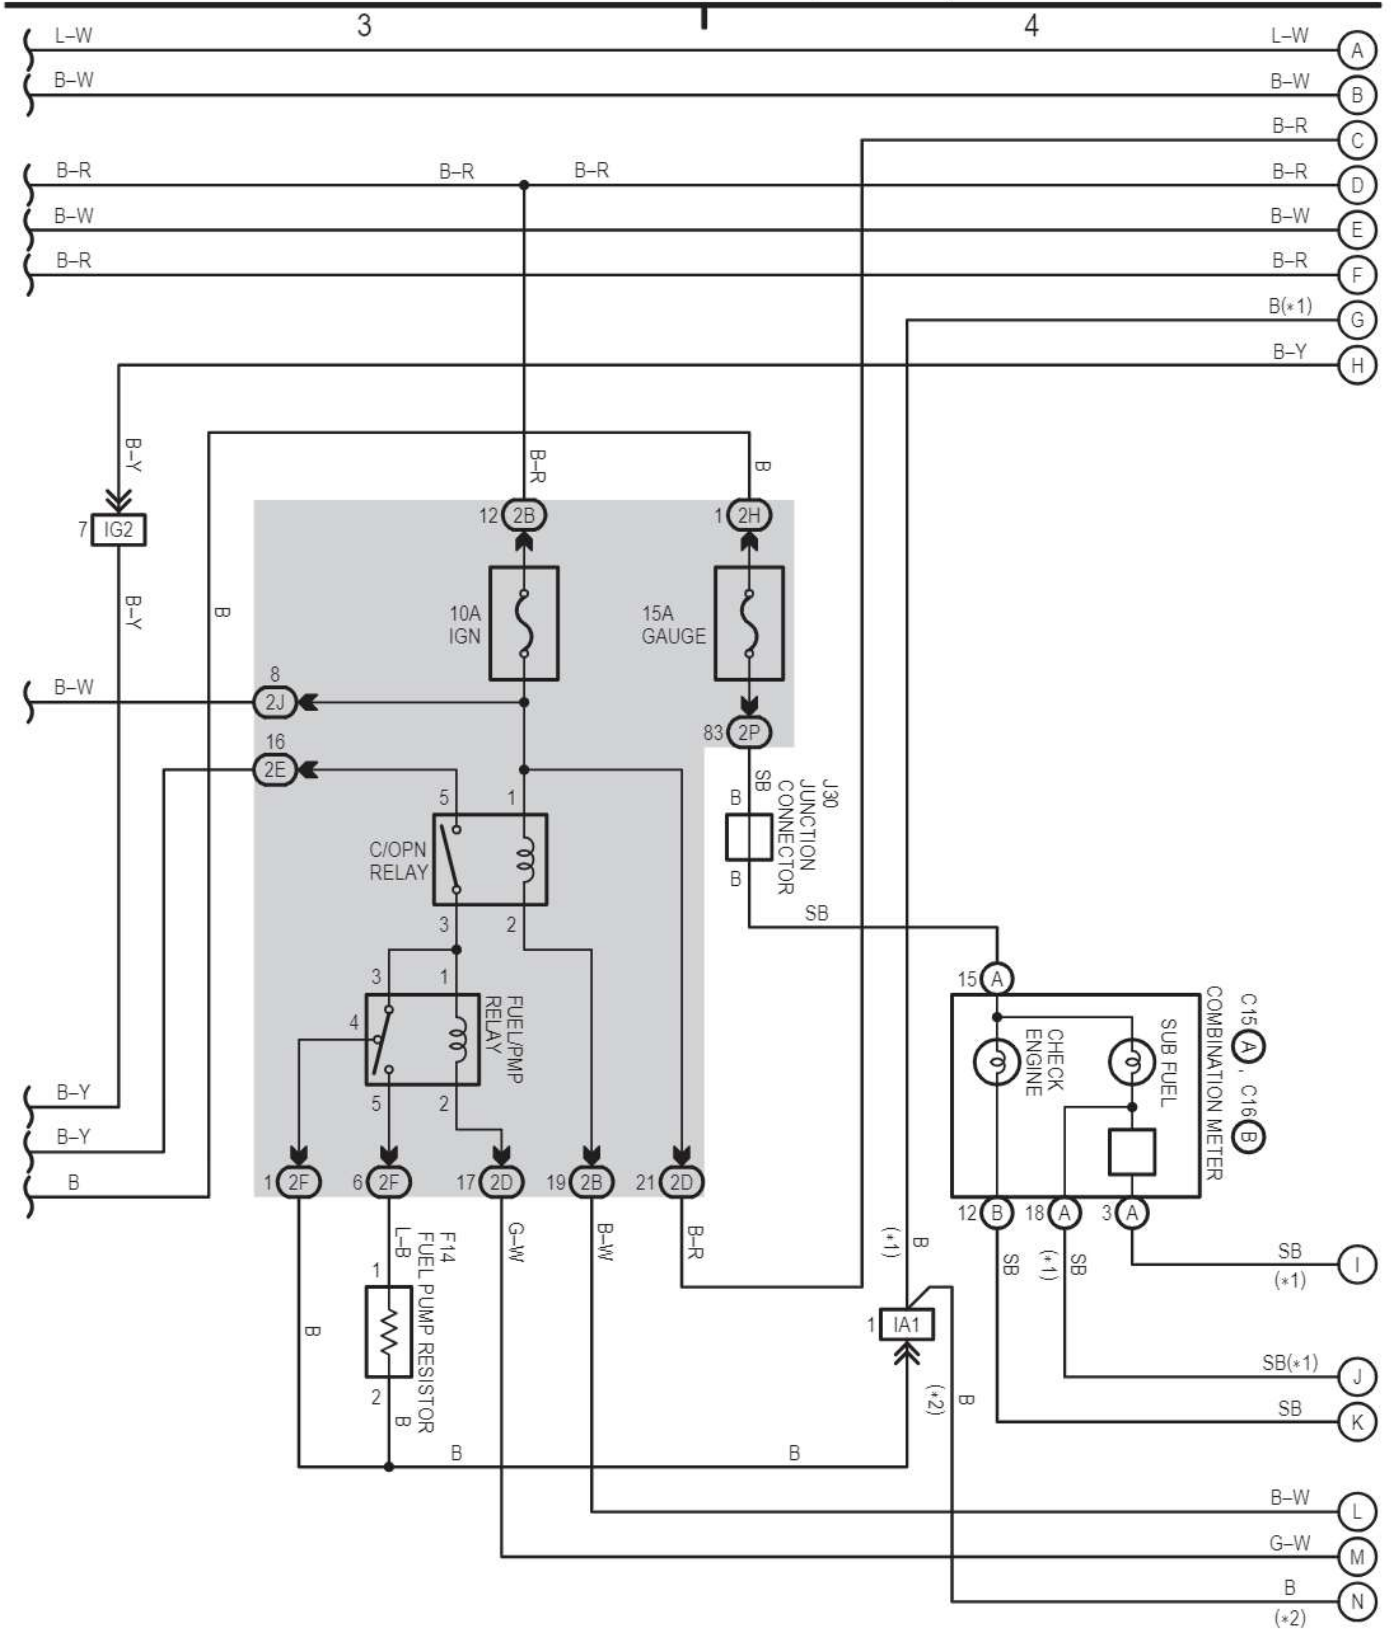 3
4
L–W
L–W
A
B–W
B–W
B
B–R
C
B–R
B–R
B–R
B–R
D
B–W
B–W
E
B–R
B–R
F
B(*1)
G
B–Y
H
B–Y
B–R
B
7
IG2
12
2B
1
2H
B–Y
B
10A
IGN
15A
GAUGE
B–W
8
2J
83
2P
16
2E
SB
J30
JUNCTION
CONNECTOR
B
5
1
C/OPN
RELAY
B
3
2
SB
3
1
15
A
4
FUEL/PMP
RELAY
C15 A , C16 B
COMBINATION METER
CHECK
ENGINE
SUB FUEL
5
2
B–Y
B–Y
B
1
2F
6
2F
17
2D
19
2B
21
2D
12
B
18
A
3
A
L–B
F14
FUEL PUMP RESISTOR
G–W
B–W
B–R
B
(*1)
SB
SB
(*1)
SB
(*1)
I
1
B
1
IA1
2
B
SB(*1)
J
B
(*2)
SB
K
B
B
B–W
L
G–W
M
B
(*2)
N